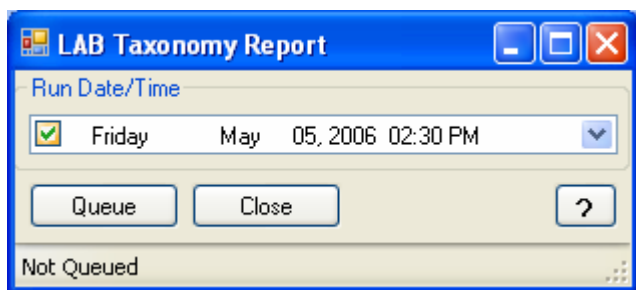 LAB Taxonomy Report
Run Date/Time
Friday May 05, 2006 02:30 PM
Queue Close ?
Not Queued